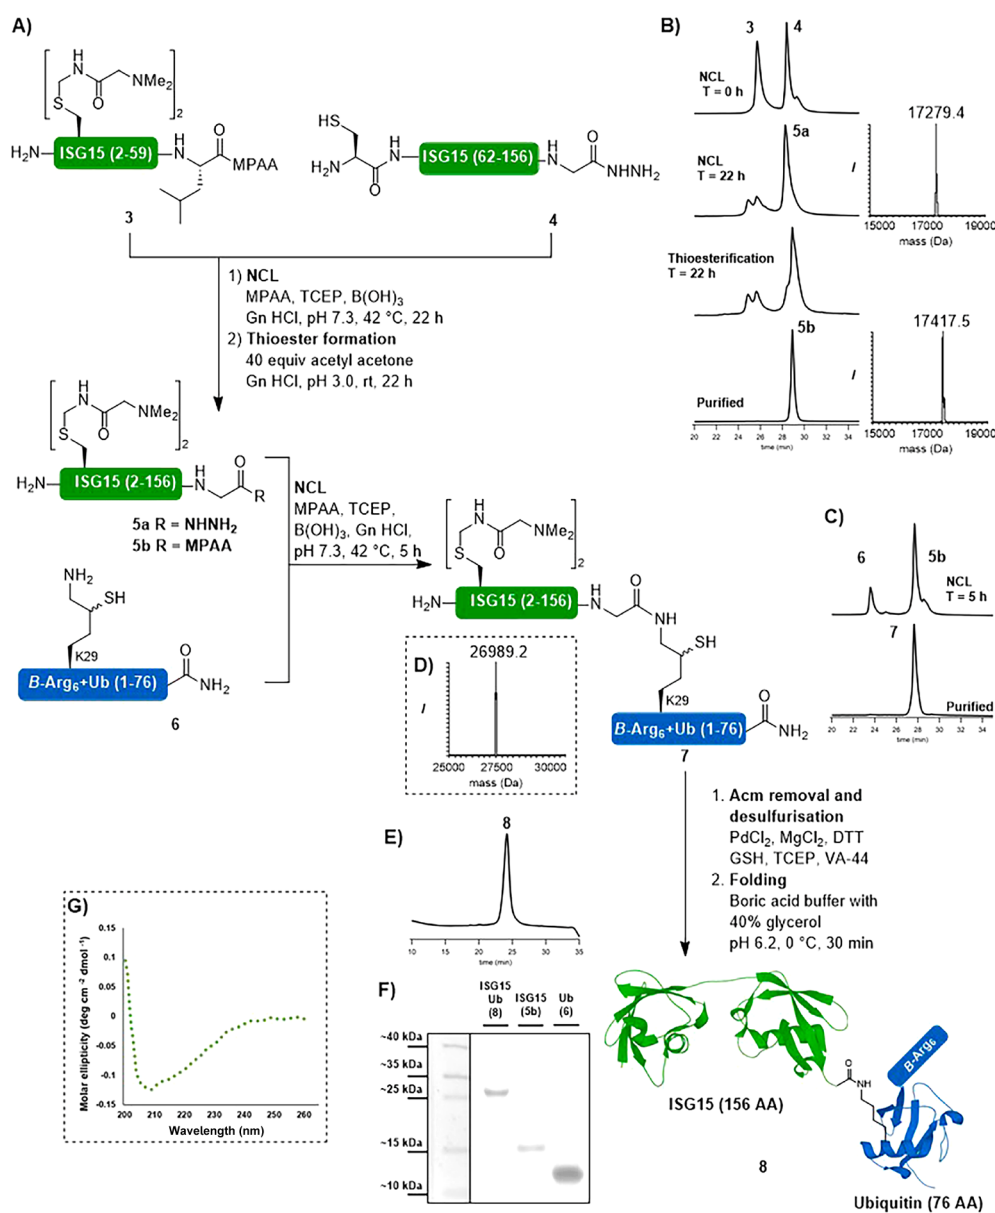 A)
NH
O
NMe2
S
2
H2N
ISG15 (2-59)
H
N
O
MPAA
3
HS
H2N
O
NH
ISG15 (62-156)
H
N
O
NHNH2
4
1) NCL
MPAA, TCEP, B(OH)3
Gn HCl, pH 7.3, 42 °C, 22 h
2) Thioester formation
40 equiv acetyl acetone
Gn HCl, pH 3.0, rt, 22 h
B)
3
4
NCL
T = 0 h
5a
NCL
T = 22 h
Thioesterification
T = 22 h
5b
Purified
20 22 24 26 28 30 32 34
time (min)
17279.4
I
15000 17000 19000
mass (Da)
17417.5
I
15000 17000 19000
mass (Da)
NH
O
NMe2
S
2
H2N
ISG15 (2-156)
H
N
O
R
5a R = NHNH2
5b R = MPAA
NH2
SH
K29
B-Arg6+Ub (1-76)
O
NH2
6
NCL
MPAA, TCEP,
B(OH)3, Gn HCl,
pH 7.3, 42 °C, 5 h
NH
O
NMe2
S
2
H2N
ISG15 (2-156)
H
N
O
NH
SH
K29
B-Arg6+Ub (1-76)
O
NH2
7
C)
6
5b
NCL
T = 5 h
7
Purified
20 22 24 26 28 30 32 34
time (min)
D)
26989.2
I
25000 27500 30000
mass (Da)
1. Acm removal and
desulfurisation
PdCl2, MgCl2, DTT
GSH, TCEP, VA-44
2. Folding
Boric acid buffer with
40% glycerol
pH 6.2, 0 °C, 30 min
E)
8
10 15 20 25 30 35
time (min)
F)
ISG15
Ub
(8)
ISG15
(5b)
Ub
(6)
~40 kDa
~35 kDa
~25 kDa
~15 kDa
~10 kDa
G)
Molar ellipticity (deg cm -2 dmol -1)
0.15
0.1
0.05
0
-0.05
-0.1
-0.15
200 210 220 230 240 250 260
Wavelength (nm)
ISG15 (156 AA)
O
NH
B-Arg6
8
Ubiquitin (76 AA)